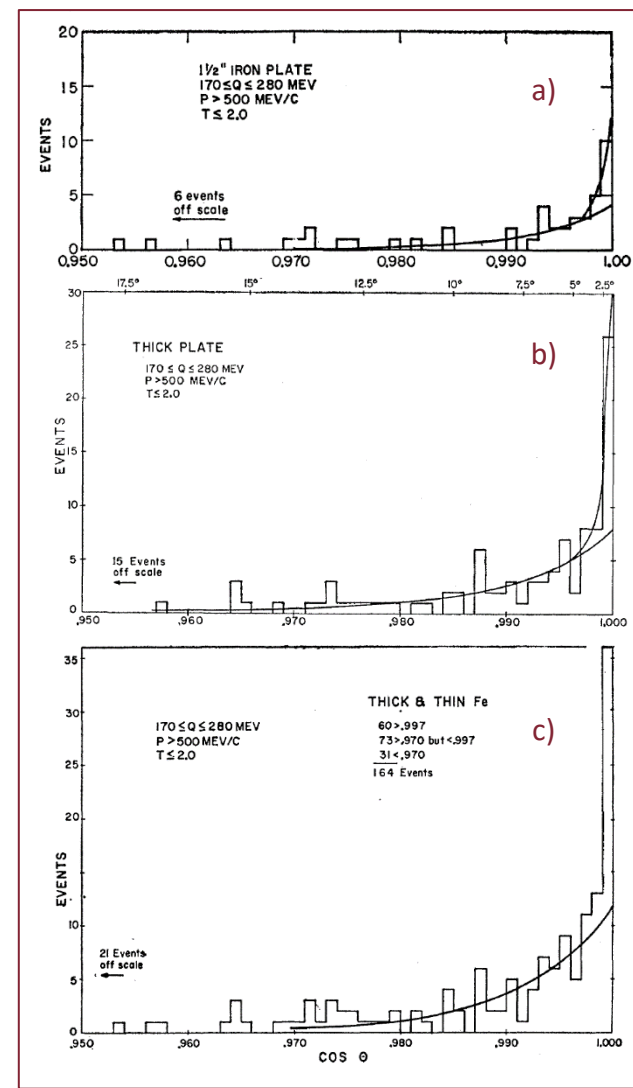 a)
1½" IRON PLATE
170≤Q≤280 MEV
P>500 MEV/C
T≤2.0
6 events
off scale
EVENTS
20
15
10
5
0
0.950 0.960 0.970 0.980 0.990 1.00
17.5° 15° 12.5° 10° 7.5° 5° 2.5°
b)
THICK PLATE
170≤Q≤280 MEV
P>500 MEV/C
T≤2.0
15 Events
off scale
EVENTS
30
25
20
15
10
5
0
.950 .960 .970 .980 .990 1.000
c)
THICK & THIN Fe
60>.997
73>.970 but<.997
31<.970
164 Events
170≤Q≤280 MEV
P>500 MEV/C
T≤2.0
21 Events
off scale
EVENTS
35
30
25
20
15
10
5
0
.950 .960 .970 .980 .990 1.000
COS Θ